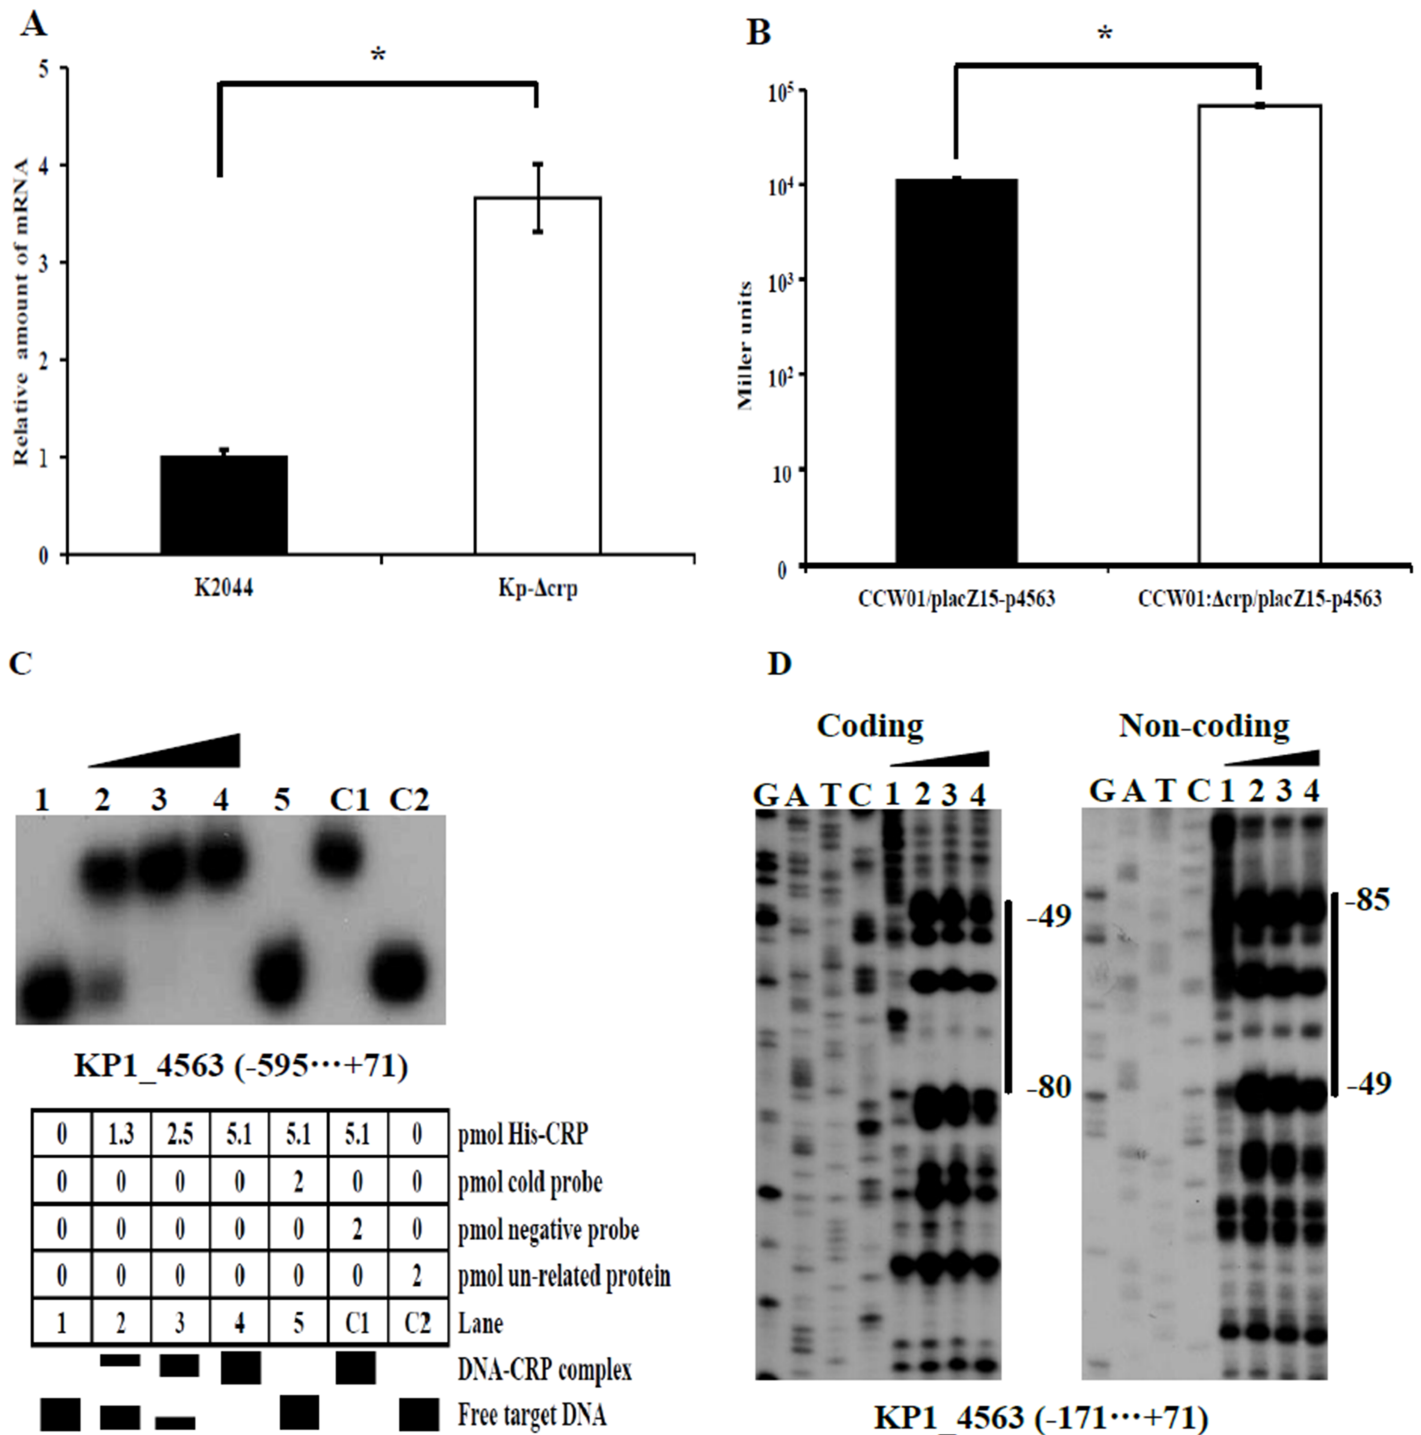 A
*
5
4
3
2
1
0
Relative amount of mRNA
K2044
Kp-Δcrp
B
*
10⁵
10⁴
10³
10²
10
0
Miller units
CCW01/placZ15-p4563
CCW01:Δcrp/placZ15-p4563
C
1 2 3 4 5 C1 C2
KP1_4563 (-595···+71)
0 1.3 2.5 5.1 5.1 5.1 0 pmol His-CRP
0 0 0 0 2 0 0 pmol cold probe
0 0 0 0 0 2 0 pmol negative probe
0 0 0 0 0 0 2 pmol un-related protein
1 2 3 4 5 C1 C2 Lane
DNA-CRP complex
Free target DNA
D
Coding
G A T C 1 2 3 4
-49
-80
Non-coding
G A T C 1 2 3 4
-85
-49
KP1_4563 (-171···+71)